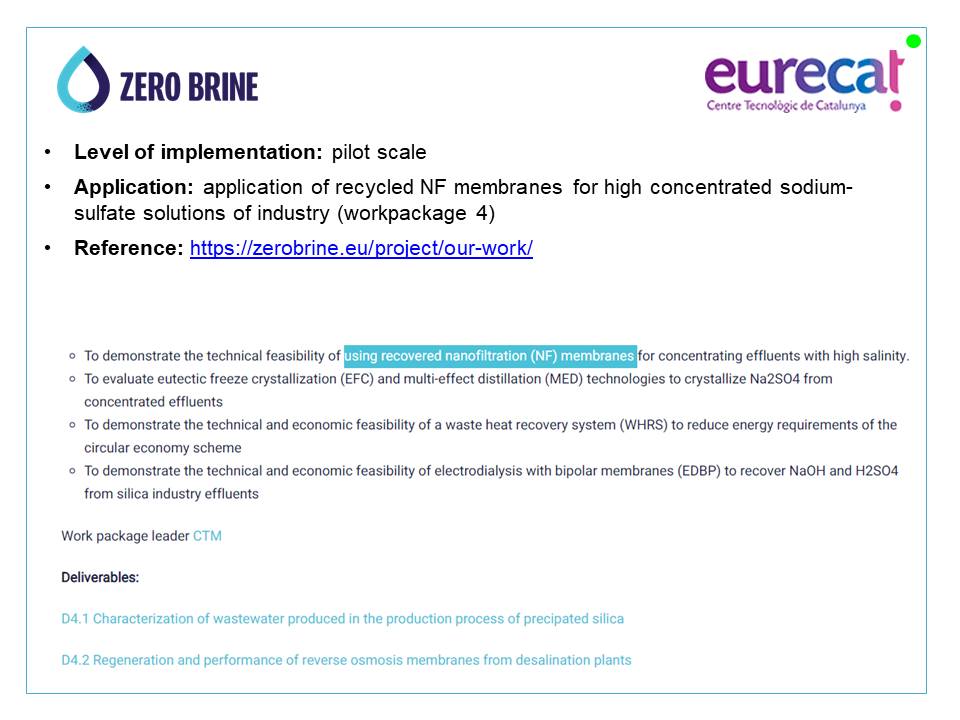 ZERO BRINE
eurecat
Centre Tecnològic de Catalunya
• Level of implementation: pilot scale
• Application: application of recycled NF membranes for high concentrated sodium-
sulfate solutions of industry (workpackage 4)
• Reference: https://zerobrine.eu/project/our-work/
To demonstrate the technical feasibility of using recovered nanofiltration (NF) membranes for concentrating effluents with high salinity.
To evaluate eutectic freeze crystallization (EFC) and multi-effect distillation (MED) technologies to crystallize Na2SO4 from
concentrated effluents
To demonstrate the technical and economic feasibility of a waste heat recovery system (WHRS) to reduce energy requirements of the
circular economy scheme
To demonstrate the technical and economic feasibility of electrodialysis with bipolar membranes (EDBP) to recover NaOH and H2SO4
from silica industry effluents
Work package leader CTM
Deliverables:
D4.1 Characterization of wastewater produced in the production process of precipated silica
D4.2 Regeneration and performance of reverse osmosis membranes from desalination plants